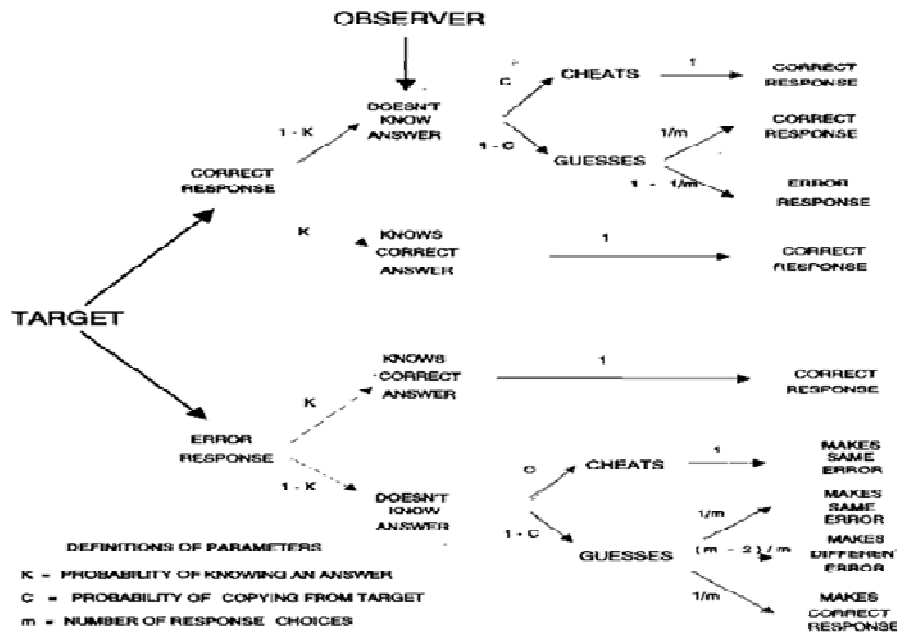 OBSERVER
CHEATS
1
CORRECT
RESPONSE
C
DOESN'T
KNOW
ANSWER
1 - K
1 - C
CORRECT
RESPONSE
1/m
GUESSES
1 - 1/m
ERROR
RESPONSE
CORRECT
RESPONSE
K
KNOWS
CORRECT
ANSWER
1
CORRECT
RESPONSE
TARGET
KNOWS
CORRECT
ANSWER
1
CORRECT
RESPONSE
K
ERROR
RESPONSE
1 - K
DOESN'T
KNOW
ANSWER
C
CHEATS
1
MAKES
SAME
ERROR
1 - C
GUESSES
1/m
MAKES
SAME
ERROR
(m - 2)/m
MAKES
DIFFERENT
ERROR
1/m
MAKES
CORRECT
RESPONSE
DEFINITIONS OF PARAMETERS
K = PROBABILITY OF KNOWING AN ANSWER
C = PROBABILITY OF COPYING FROM TARGET
m = NUMBER OF RESPONSE CHOICES